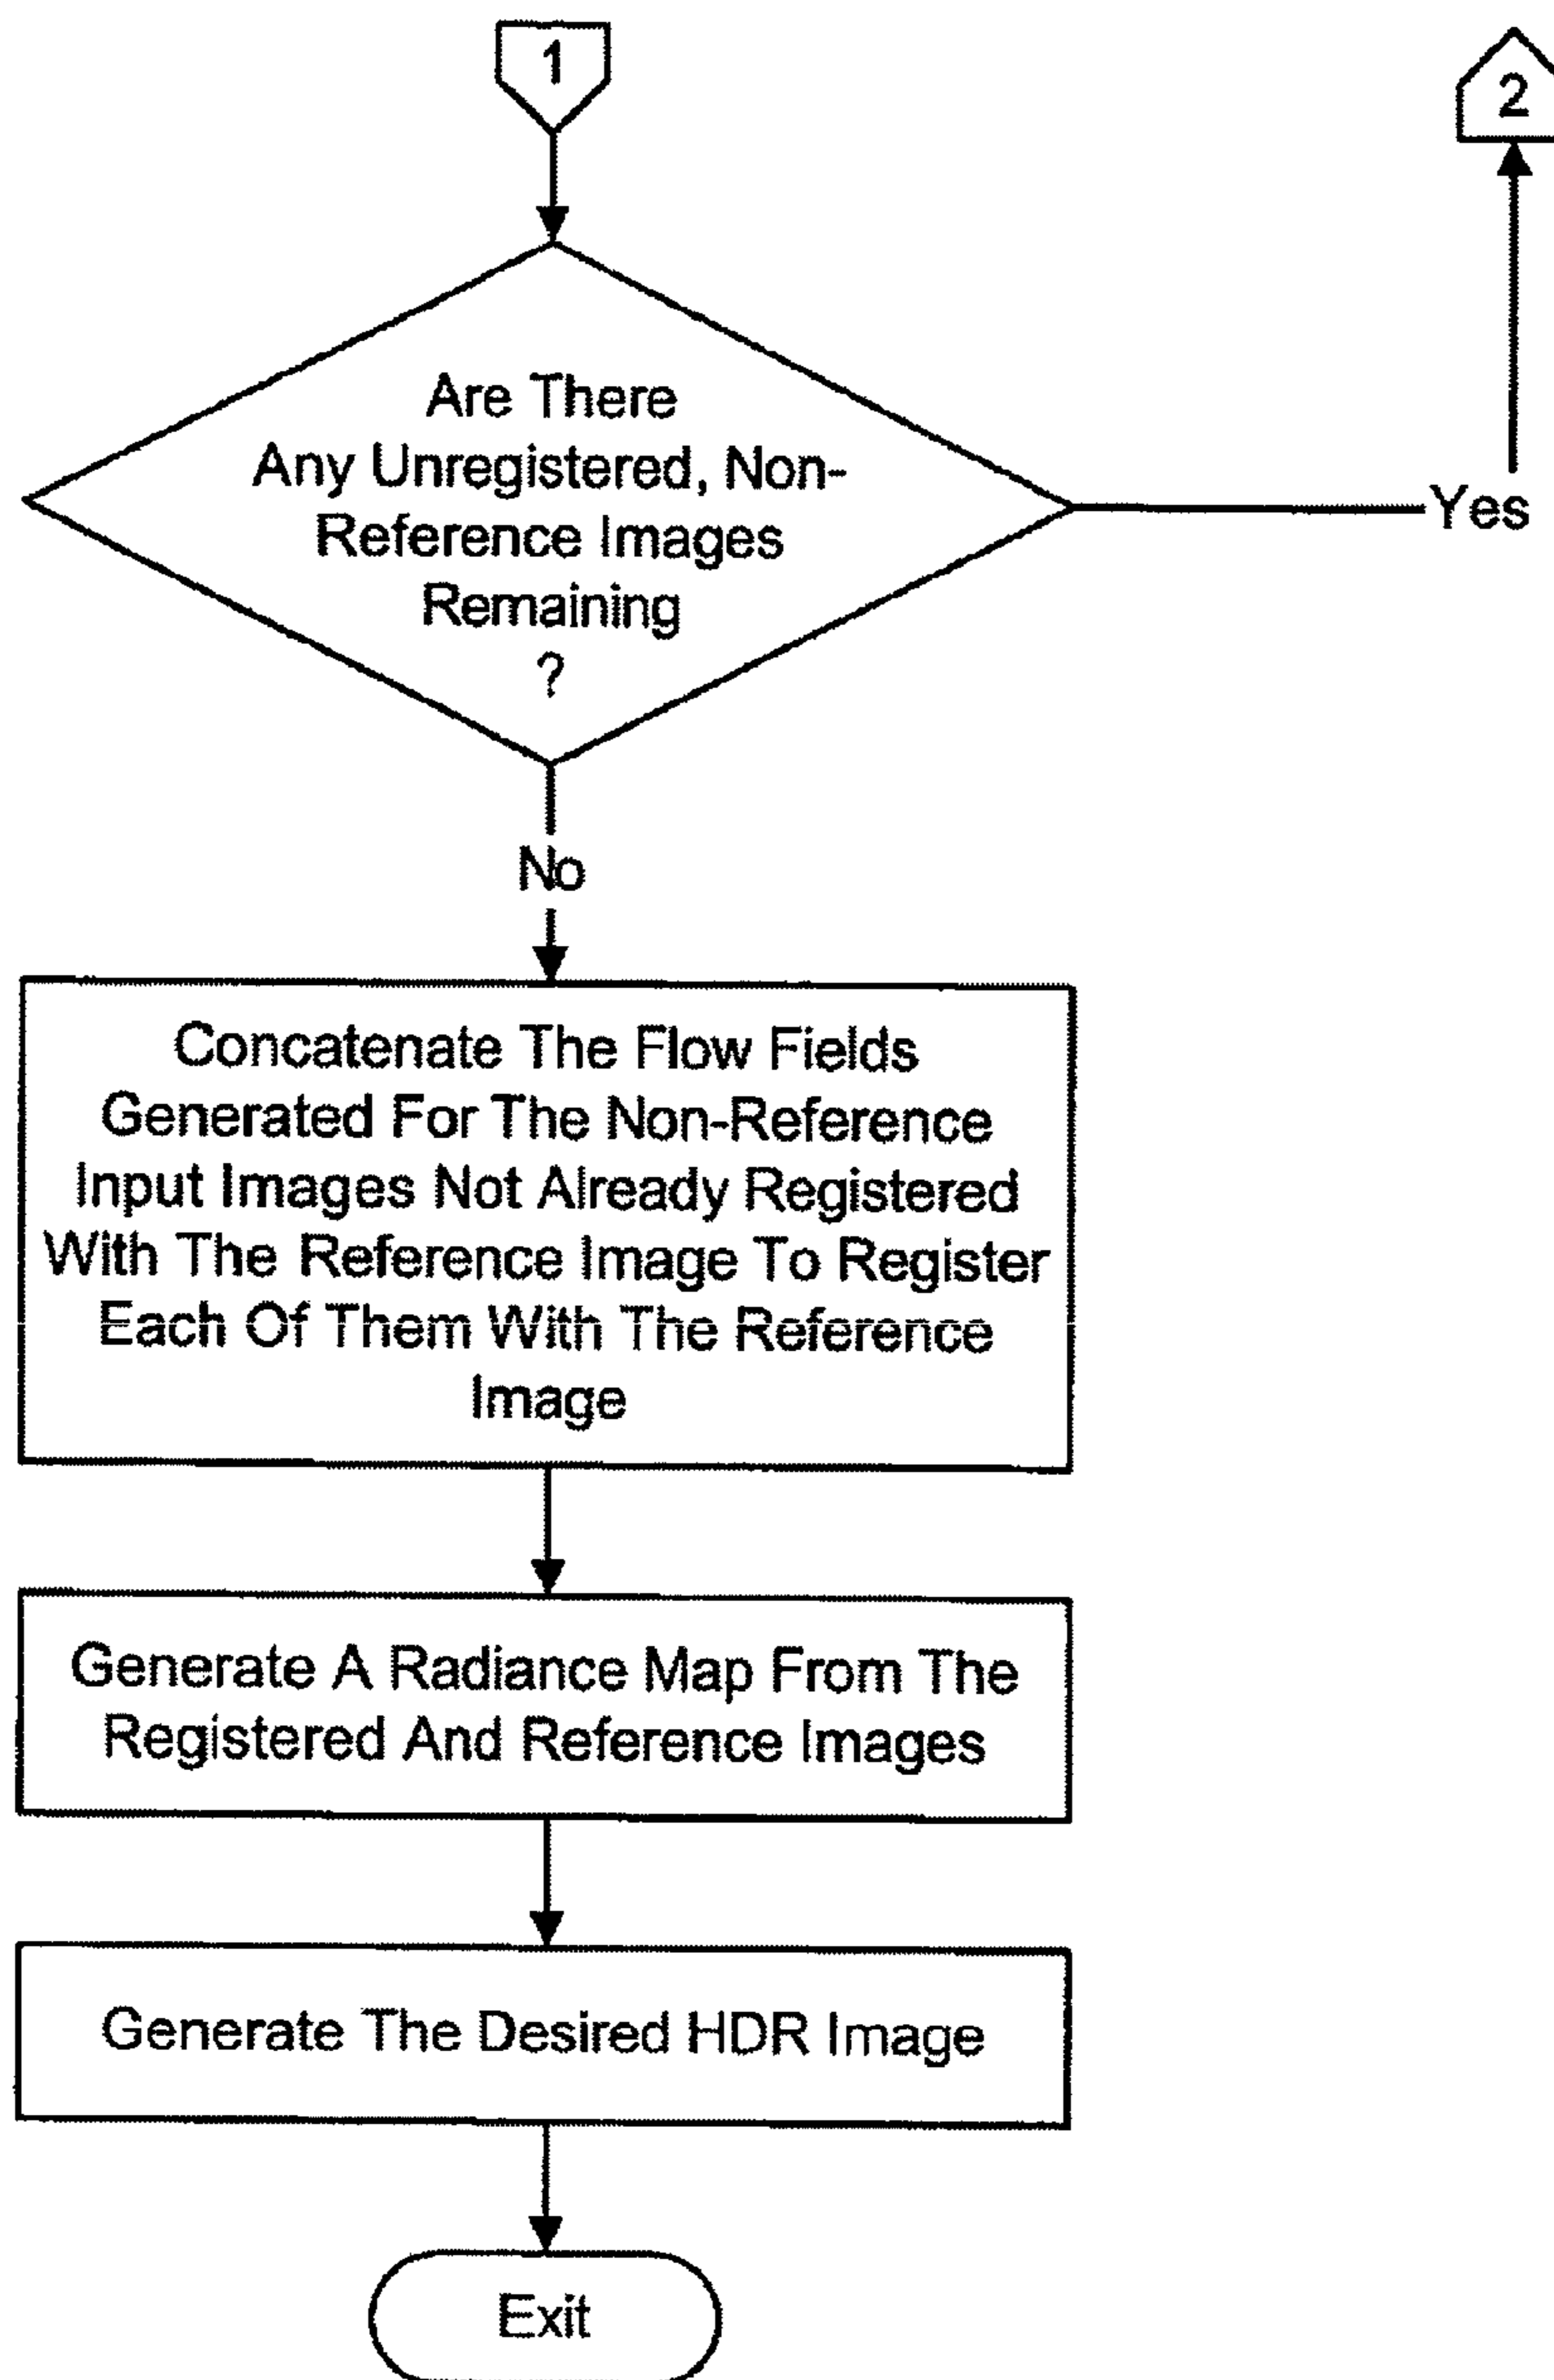 1
2
Are There
Any Unregistered, Non-
Reference Images
Remaining
?
Yes
No
Concatenate The Flow Fields
Generated For The Non-Reference
Input Images Not Already Registered
With The Reference Image To Register
Each Of Them With The Reference
Image
Generate A Radiance Map From The
Registered And Reference Images
Generate The Desired HDR Image
Exit